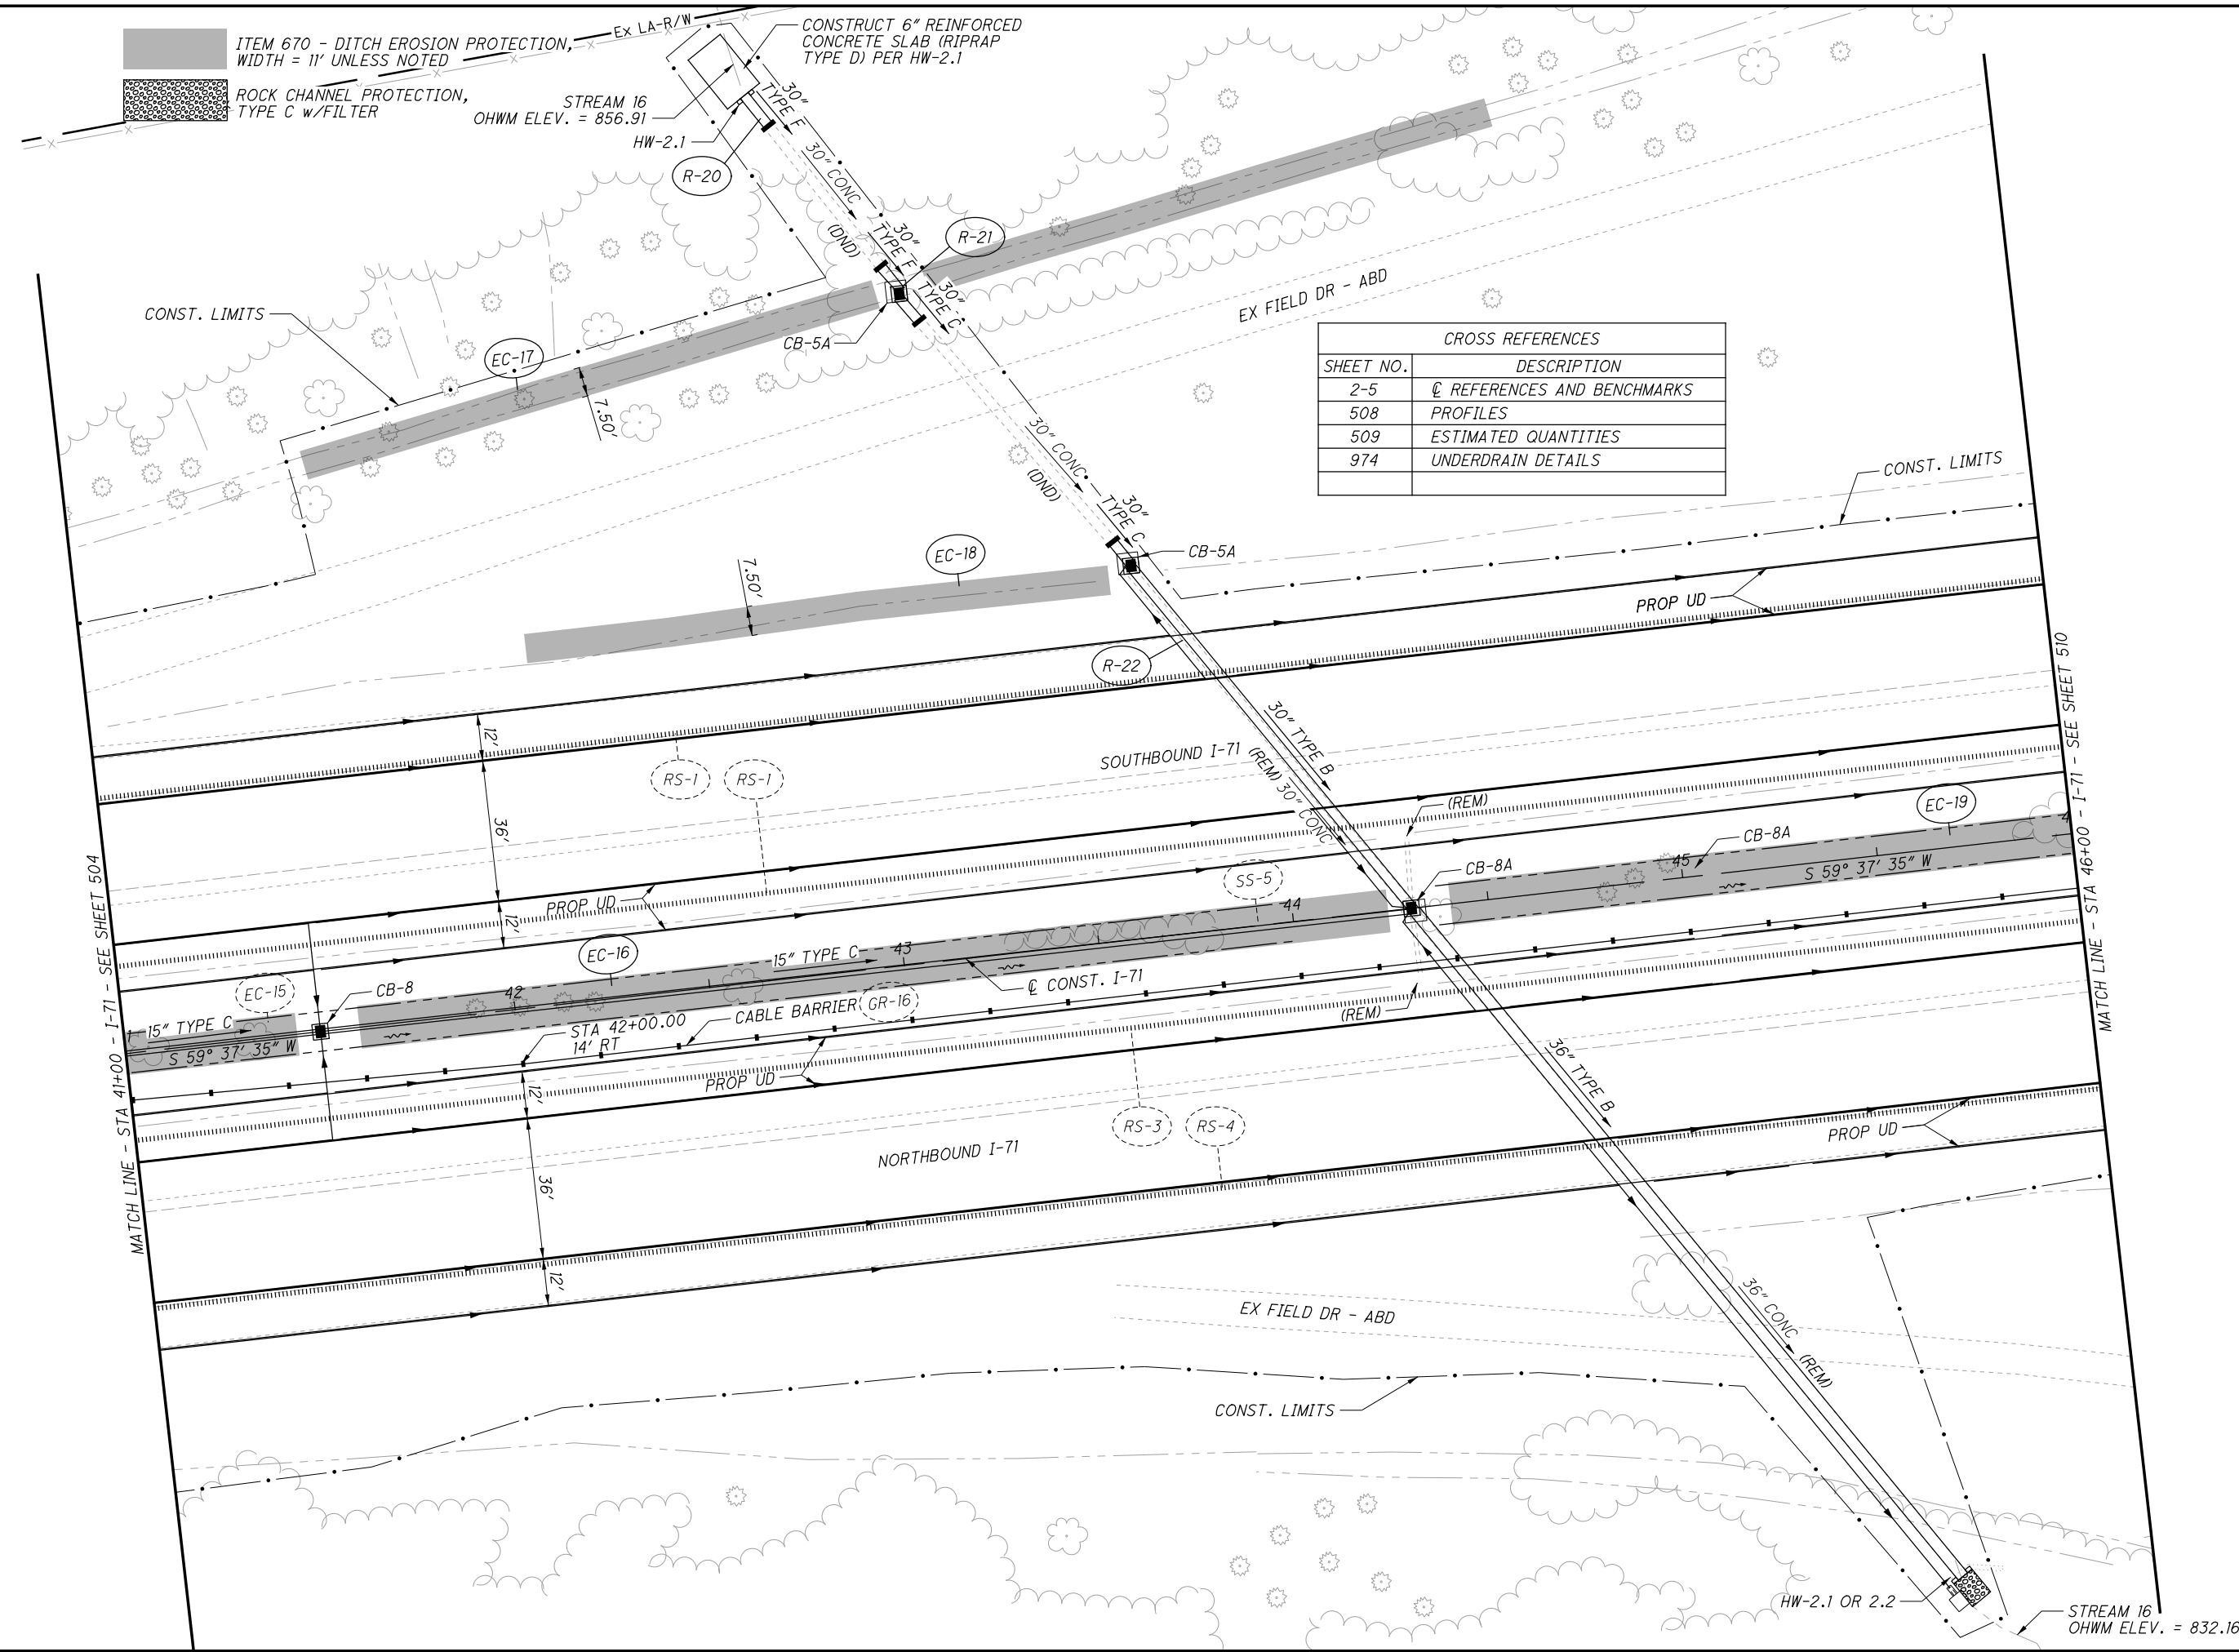 ITEM 670 - DITCH EROSION PROTECTION,
WIDTH = 11' UNLESS NOTED
ROCK CHANNEL PROTECTION,
TYPE C w/FILTER
Ex LA-R/W
CONSTRUCT 6" REINFORCED
CONCRETE SLAB (RIPRAP
TYPE D) PER HW-2.1
STREAM 16
OHWM ELEV. = 856.91
HW-2.1
R-20
30"
TYPE F
30" CONC
(DND)
30"
TYPE F
R-21
30"
TYPE C
CB-5A
CONST. LIMITS
EC-17
7.50'
EX FIELD DR - ABD
CROSS REFERENCES
SHEET NO. DESCRIPTION
2-5 ℄ REFERENCES AND BENCHMARKS
508 PROFILES
509 ESTIMATED QUANTITIES
974 UNDERDRAIN DETAILS
30" CONC
(DND)
30"
TYPE C
CB-5A
CONST. LIMITS
EC-18
7.50'
PROP UD
R-22
12'
RS-1
RS-1
SOUTHBOUND I-71
30" TYPE B
(REM) 30" CONC
36'
(REM)
EC-19
CB-8A
CB-8A
45
4
S 59° 37' 35" W
SS-5
44
PROP UD
12'
EC-16
15" TYPE C
43
℄ CONST. I-71
EC-15
CB-8
42
1
15" TYPE C
S 59° 37' 35" W
STA 42+00.00
14' RT
CABLE BARRIER
GR-16
(REM)
PROP UD
12'
RS-3
RS-4
36" TYPE B
NORTHBOUND I-71
36'
PROP UD
12'
EX FIELD DR - ABD
36" CONC
(REM)
CONST. LIMITS
HW-2.1 OR 2.2
STREAM 16
OHWM ELEV. = 832.16
MATCH LINE - STA 41+00 - I-71 - SEE SHEET 504
MATCH LINE - STA 46+00 - I-71 - SEE SHEET 510